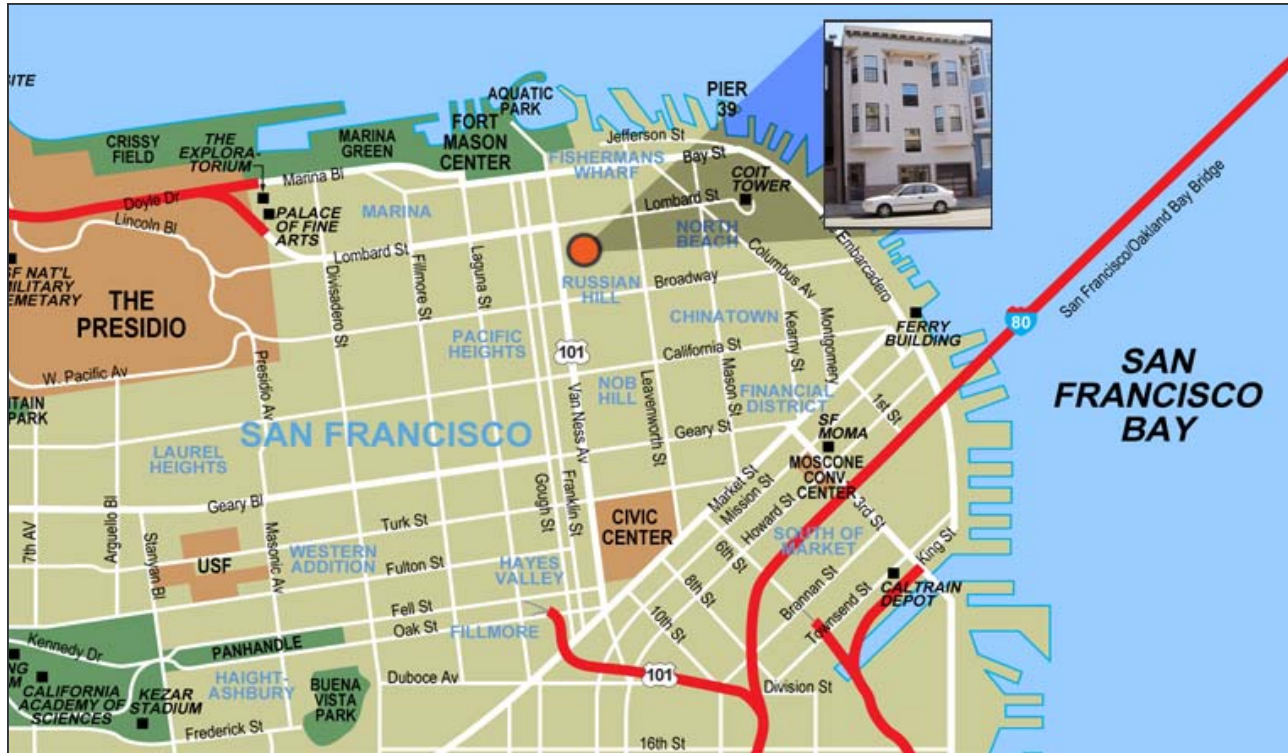 SITE
CRISSY
FIELD
THE
EXPLORA-
TORIUM
MARINA
GREEN
FORT
MASON
CENTER
AQUATIC
PARK
PIER
39
Jefferson St
Bay St
FISHERMANS
WHARF
COIT
TOWER
Marina Bl
Doyle Dr
Lincoln Bl
PALACE
OF FINE
ARTS
MARINA
Lombard St
Lombard St
NORTH
BEACH
Embarcadero
SF NAT'L
MILITARY
CEMETARY
THE
PRESIDIO
Divisadero St
Fillmore St
Laguna St
RUSSIAN
HILL
Broadway
Columbus Av
CHINATOWN
Kearny St
Montgomery
FERRY
BUILDING
80
San Francisco/Oakland Bay Bridge
SAN
FRANCISCO
BAY
W. Pacific Av
Presidio Av
PACIFIC
HEIGHTS
101
Van Ness Av
NOB
HILL
California St
Leavenworth St
Mason St
FINANCIAL
DISTRICT
1st St
NTAIN
PARK
SAN FRANCISCO
LAUREL
HEIGHTS
Geary St
SF
MOMA
MOSCONE
CONV.
CENTER
Geary Bl
Gough St
Franklin St
Market St
Mission St
Howard St
3rd St
7th AV
Arguello Bl
Stanyan Bl
USF
Masonic Av
Turk St
WESTERN
ADDITION
Fulton St
HAYES
VALLEY
CIVIC
CENTER
6th St
8th St
10th St
SOUTH OF
MARKET
Brannan St
Townsend St
King St
CALTRAIN
DEPOT
Fell St
Oak St
FILLMORE
Kennedy Dr
PANHANDLE
HAIGHT-
ASHBURY
CALIFORNIA
ACADEMY OF
SCIENCES
KEZAR
STADIUM
BUENA
VISTA
PARK
Duboce Av
101
Division St
Frederick St
16th St